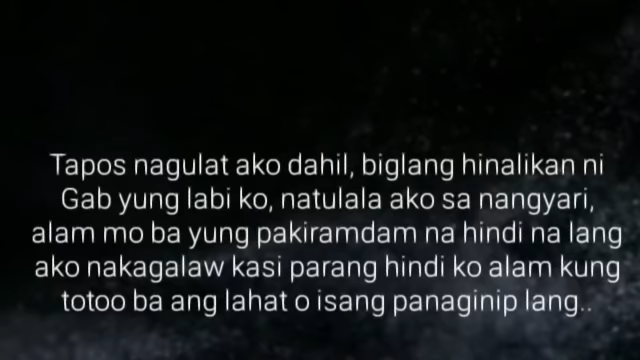 Tapos nagulat ako dahil, biglang hinalikan ni
Gab yung labi ko, natulala ako sa nangyari,
alam mo ba yung pakiramdam na hindi na lang
ako nakagalaw kasi parang hindi ko alam kung
totoo ba ang lahat o isang panaginip lang..